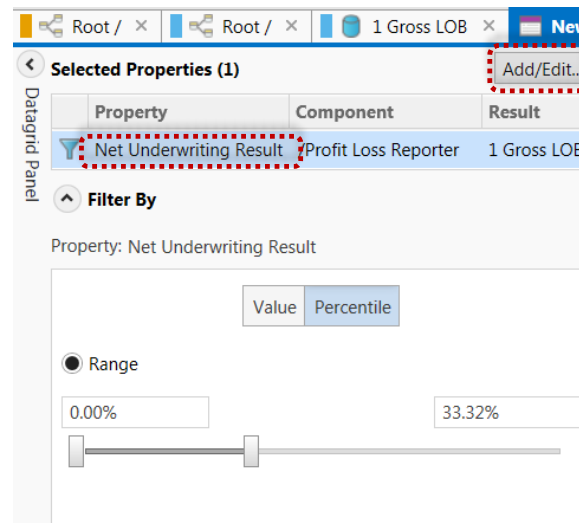 Root / × Root / × 1 Gross LOB × New
Selected Properties (1) Add/Edit...
Datagrid Panel
Property Component Result
Net Underwriting Result /Profit Loss Reporter 1 Gross LOB
Filter By
Property: Net Underwriting Result
Value Percentile
Range
0.00% 33.32%